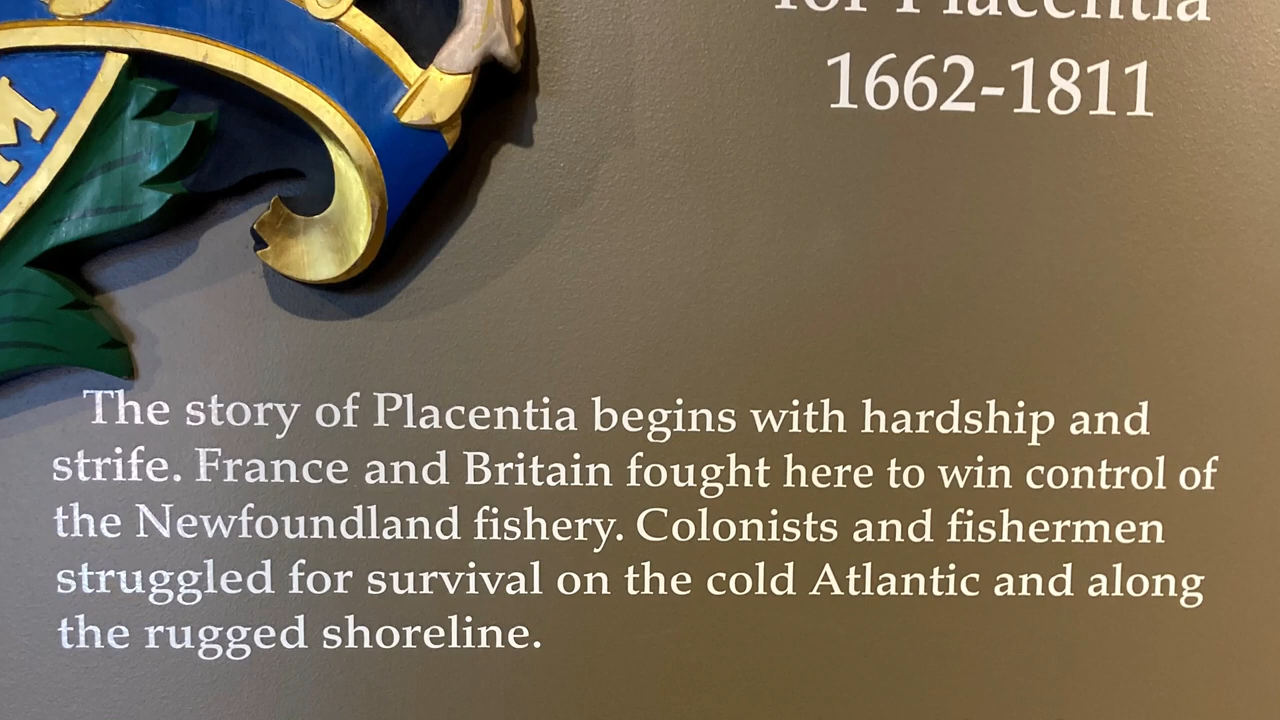 M
for Placentia
1662-1811
The story of Placentia begins with hardship and
strife. France and Britain fought here to win control of
the Newfoundland fishery. Colonists and fishermen
struggled for survival on the cold Atlantic and along
the rugged shoreline.